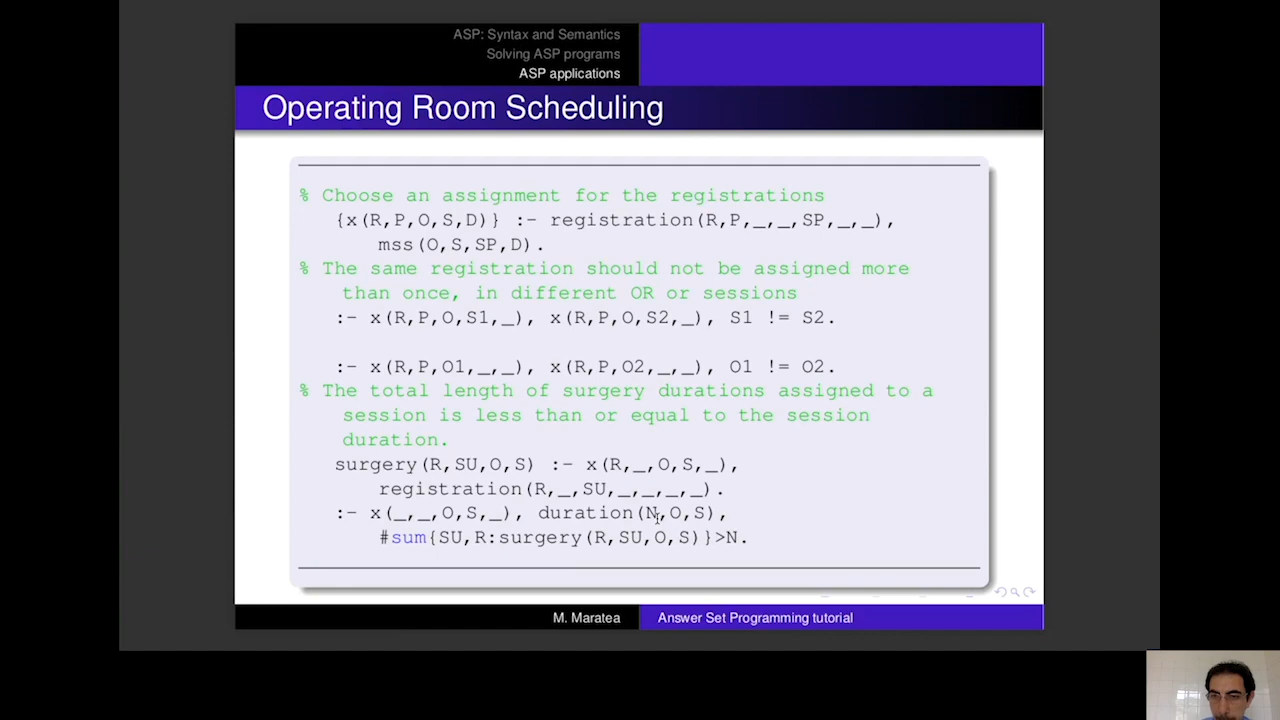 ASP: Syntax and Semantics
Solving ASP programs
ASP applications
Operating Room Scheduling
% Choose an assignment for the registrations
{x(R,P,O,S,D)} :- registration(R,P,_,_,SP,_,_),
mss(O,S,SP,D).
% The same registration should not be assigned more
than once, in different OR or sessions
:- x(R,P,O,S1,_), x(R,P,O,S2,_), S1 != S2.
:- x(R,P,O1,_,_), x(R,P,O2,_,_), O1 != O2.
% The total length of surgery durations assigned to a
session is less than or equal to the session
duration.
surgery(R,SU,O,S) :- x(R,_,O,S,_),
registration(R,_,SU,_,_,_,_).
:- x(_,_,O,S,_), duration(N,O,S),
#sum{SU,R:surgery(R,SU,O,S)}>N.
M. Maratea
Answer Set Programming tutorial